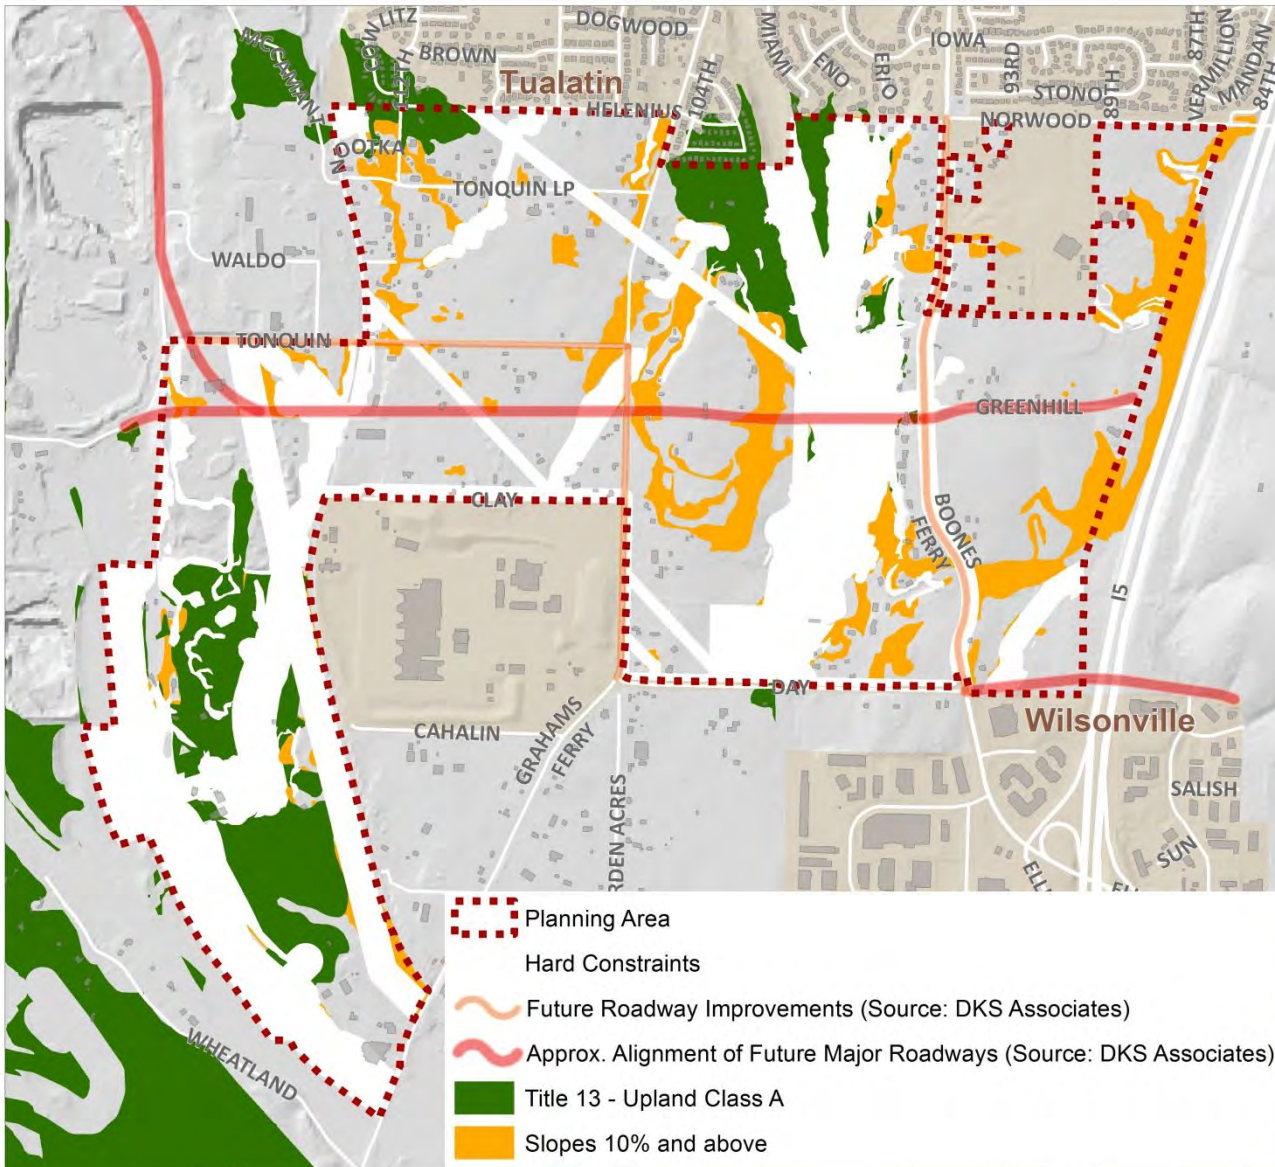 LITZ
DOGWOOD
MIAMI
IOWA
93RD
87TH
VERMILLION
MANDAN
84TH
BROWN
Tualatin
ENO
ERIO
STONO
89TH
HELENIUS
104TH
NORWOOD
OOTKA
TONQUIN LP
WALDO
TONQUIN
GREENHILL
CLAY
BOONES
FERRY
I5
DAY
Wilsonville
CAHALIN
GRAHAMS
FERRY
RDEN ACRES
SALISH
SUN
WHEATLAND
Planning Area
Hard Constraints
Future Roadway Improvements (Source: DKS Associates)
Approx. Alignment of Future Major Roadways (Source: DKS Associates)
Title 13 - Upland Class A
Slopes 10% and above